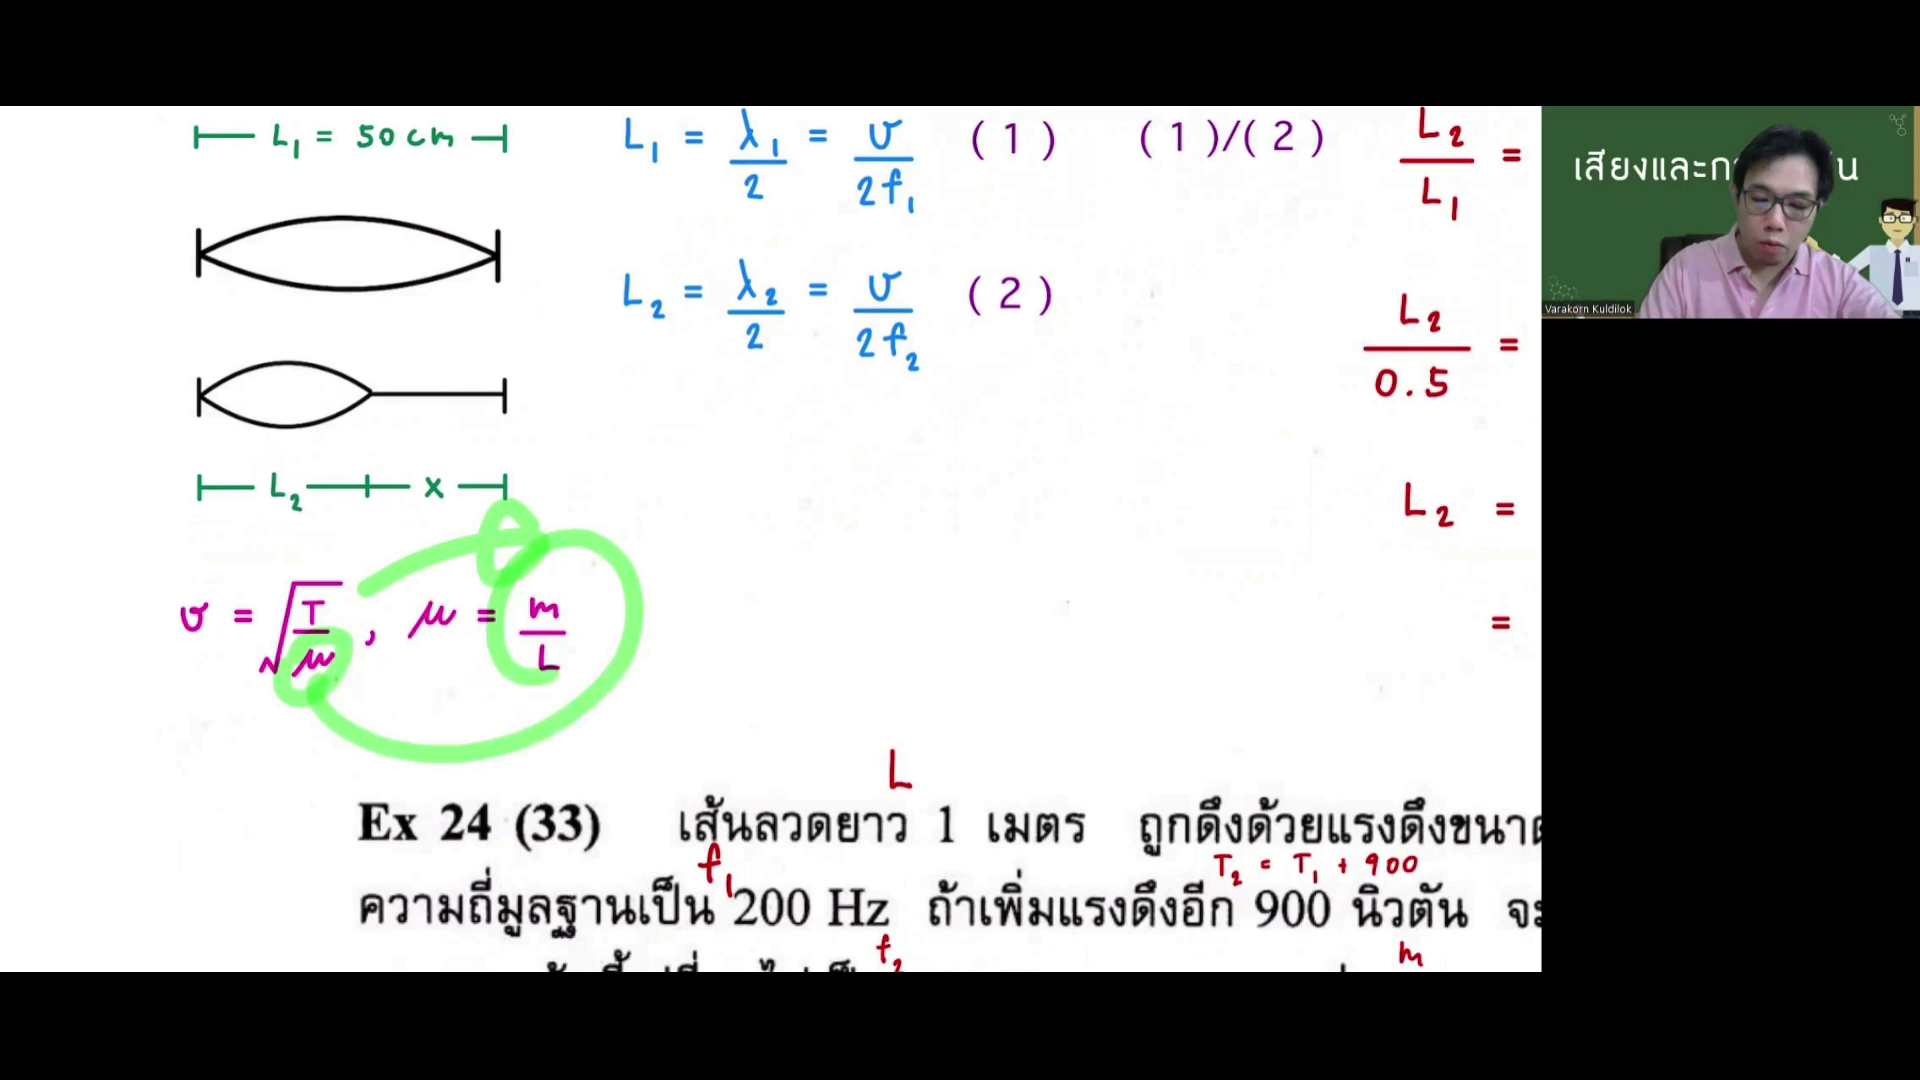 L₁ = 50 cm
L₁ = λ₁/2 = v/2f₁ (1)
(1)/(2)
L₂/L₁ =
L₂ = λ₂/2 = v/2f₂ (2)
L₂/0.5 =
L₂ x
L₂ =
v = √(T/μ), μ = m/L
=
L
Ex 24 (33) เส้นลวดยาว 1 เมตร ถูกดึงด้วยแรงดึงขนาด
f₁ T₂ = T₁ + 900
ความถี่มูลฐานเป็น 200 Hz ถ้าเพิ่มแรงดึงอีก 900 นิวตัน
f₂ m
เสียงและ
Varakorn Kuldilok